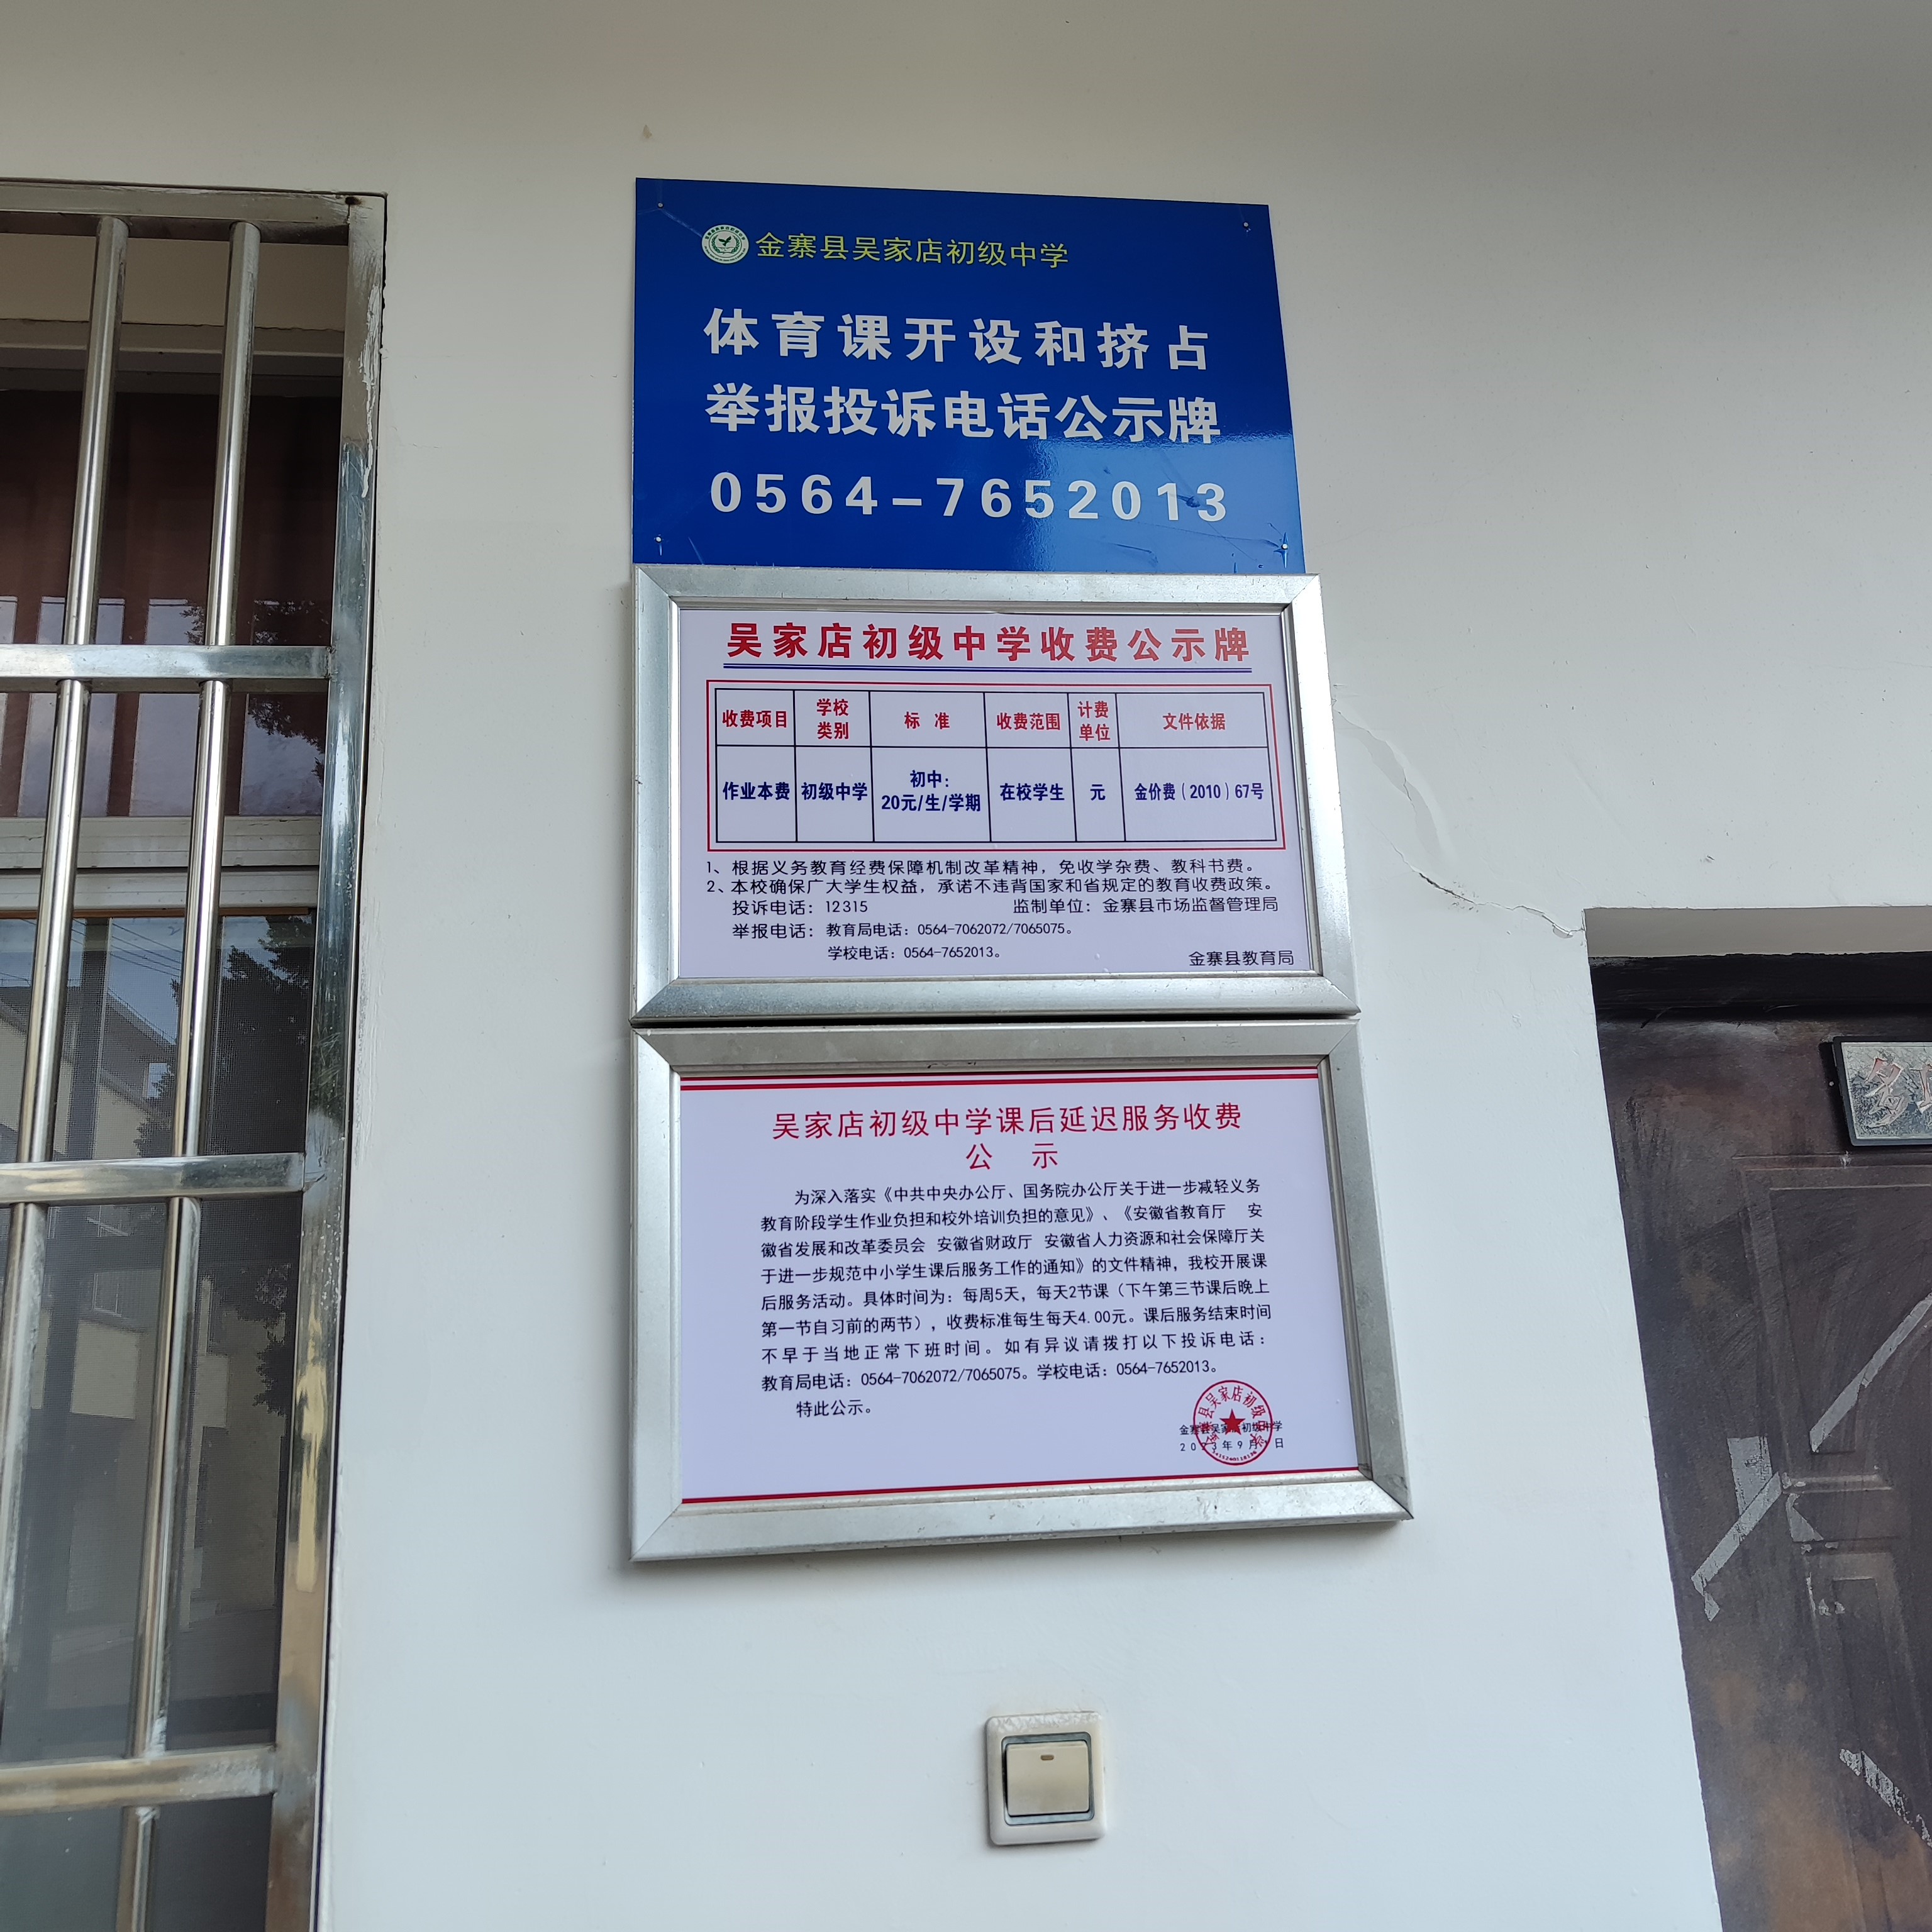 金寨县吴家店初级中学
体育课开设和挤占
举报投诉电话公示牌
0564-7652013
吴家店初级中学收费公示牌
收费项目 学校类别 标 准 收费范围 计费单位 文件依据
作业本费 初级中学 初中：20元/生/学期 在校学生 元 金价费（2010）67号
1、根据义务教育经费保障机制改革精神，免收学杂费、教科书费。
2、本校确保广大学生权益，承诺不违背国家和省规定的教育收费政策。
投诉电话：12315 监制单位：金寨县市场监督管理局
举报电话：教育局电话：0564-7062072/7065075。
学校电话：0564-7652013。
金寨县教育局
吴家店初级中学课后延迟服务收费
公 示
为深入落实《中共中央办公厅、国务院办公厅关于进一步减轻义务
教育阶段学生作业负担和校外培训负担的意见》、《安徽省教育厅 安
徽省发展和改革委员会 安徽省财政厅 安徽省人力资源和社会保障厅关
于进一步规范中小学生课后服务工作的通知》的文件精神，我校开展课
后服务活动。具体时间为：每周5天，每天2节课（下午第三节课后晚上
第一节自习前的两节），收费标准每生每天4.00元。课后服务结束时间
不早于当地正常下班时间。如有异议请拨打以下投诉电话：
教育局电话：0564-7062072/7065075。学校电话：0564-7652013。
特此公示。
金寨县吴家店初级中学
2023年9月 日
多